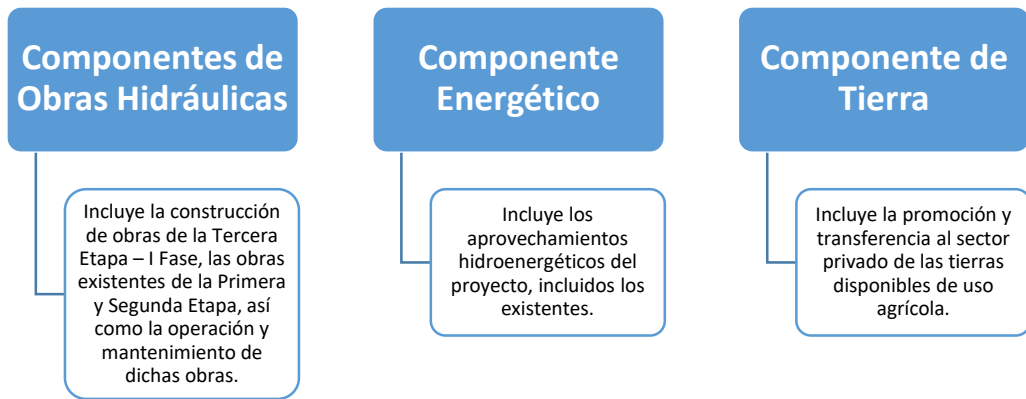 Componentes de
Obras Hidráulicas
Incluye la construcción
de obras de la Tercera
Etapa – I Fase, las obras
existentes de la Primera
y Segunda Etapa, así
como la operación y
mantenimiento de
dichas obras.
Componente
Energético
Incluye los
aprovechamientos
hidroenergéticos del
proyecto, incluidos los
existentes.
Componente de
Tierra
Incluye la promoción y
transferencia al sector
privado de las tierras
disponibles de uso
agrícola.